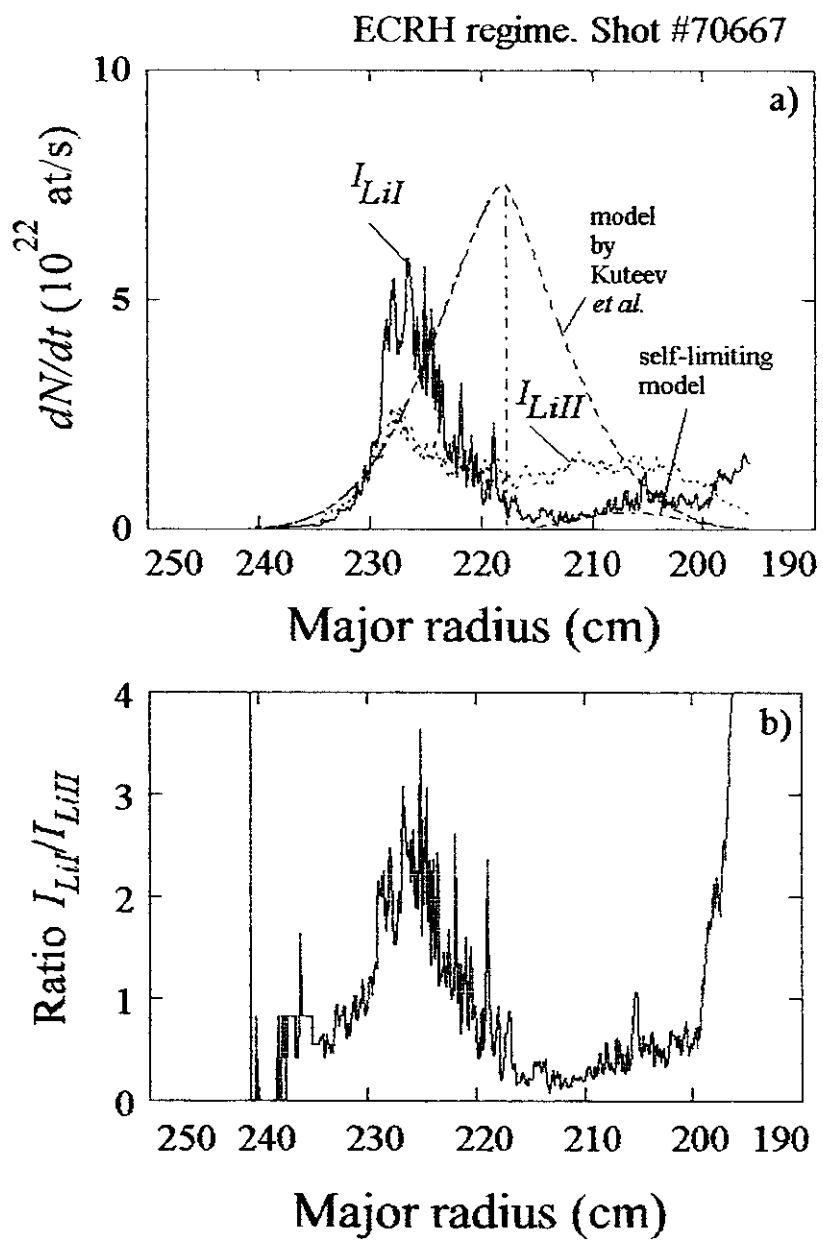 ECRH regime. Shot #70667
10
a)
I_LiI
model
by
Kuteev
et al.
dN/dt (10^22 at/s)
5
self-limiting
model
I_LiII
0
250 240 230 220 210 200 190
Major radius (cm)
4
b)
3
Ratio I_LiI/I_LiII
2
1
0
250 240 230 220 210 200 190
Major radius (cm)